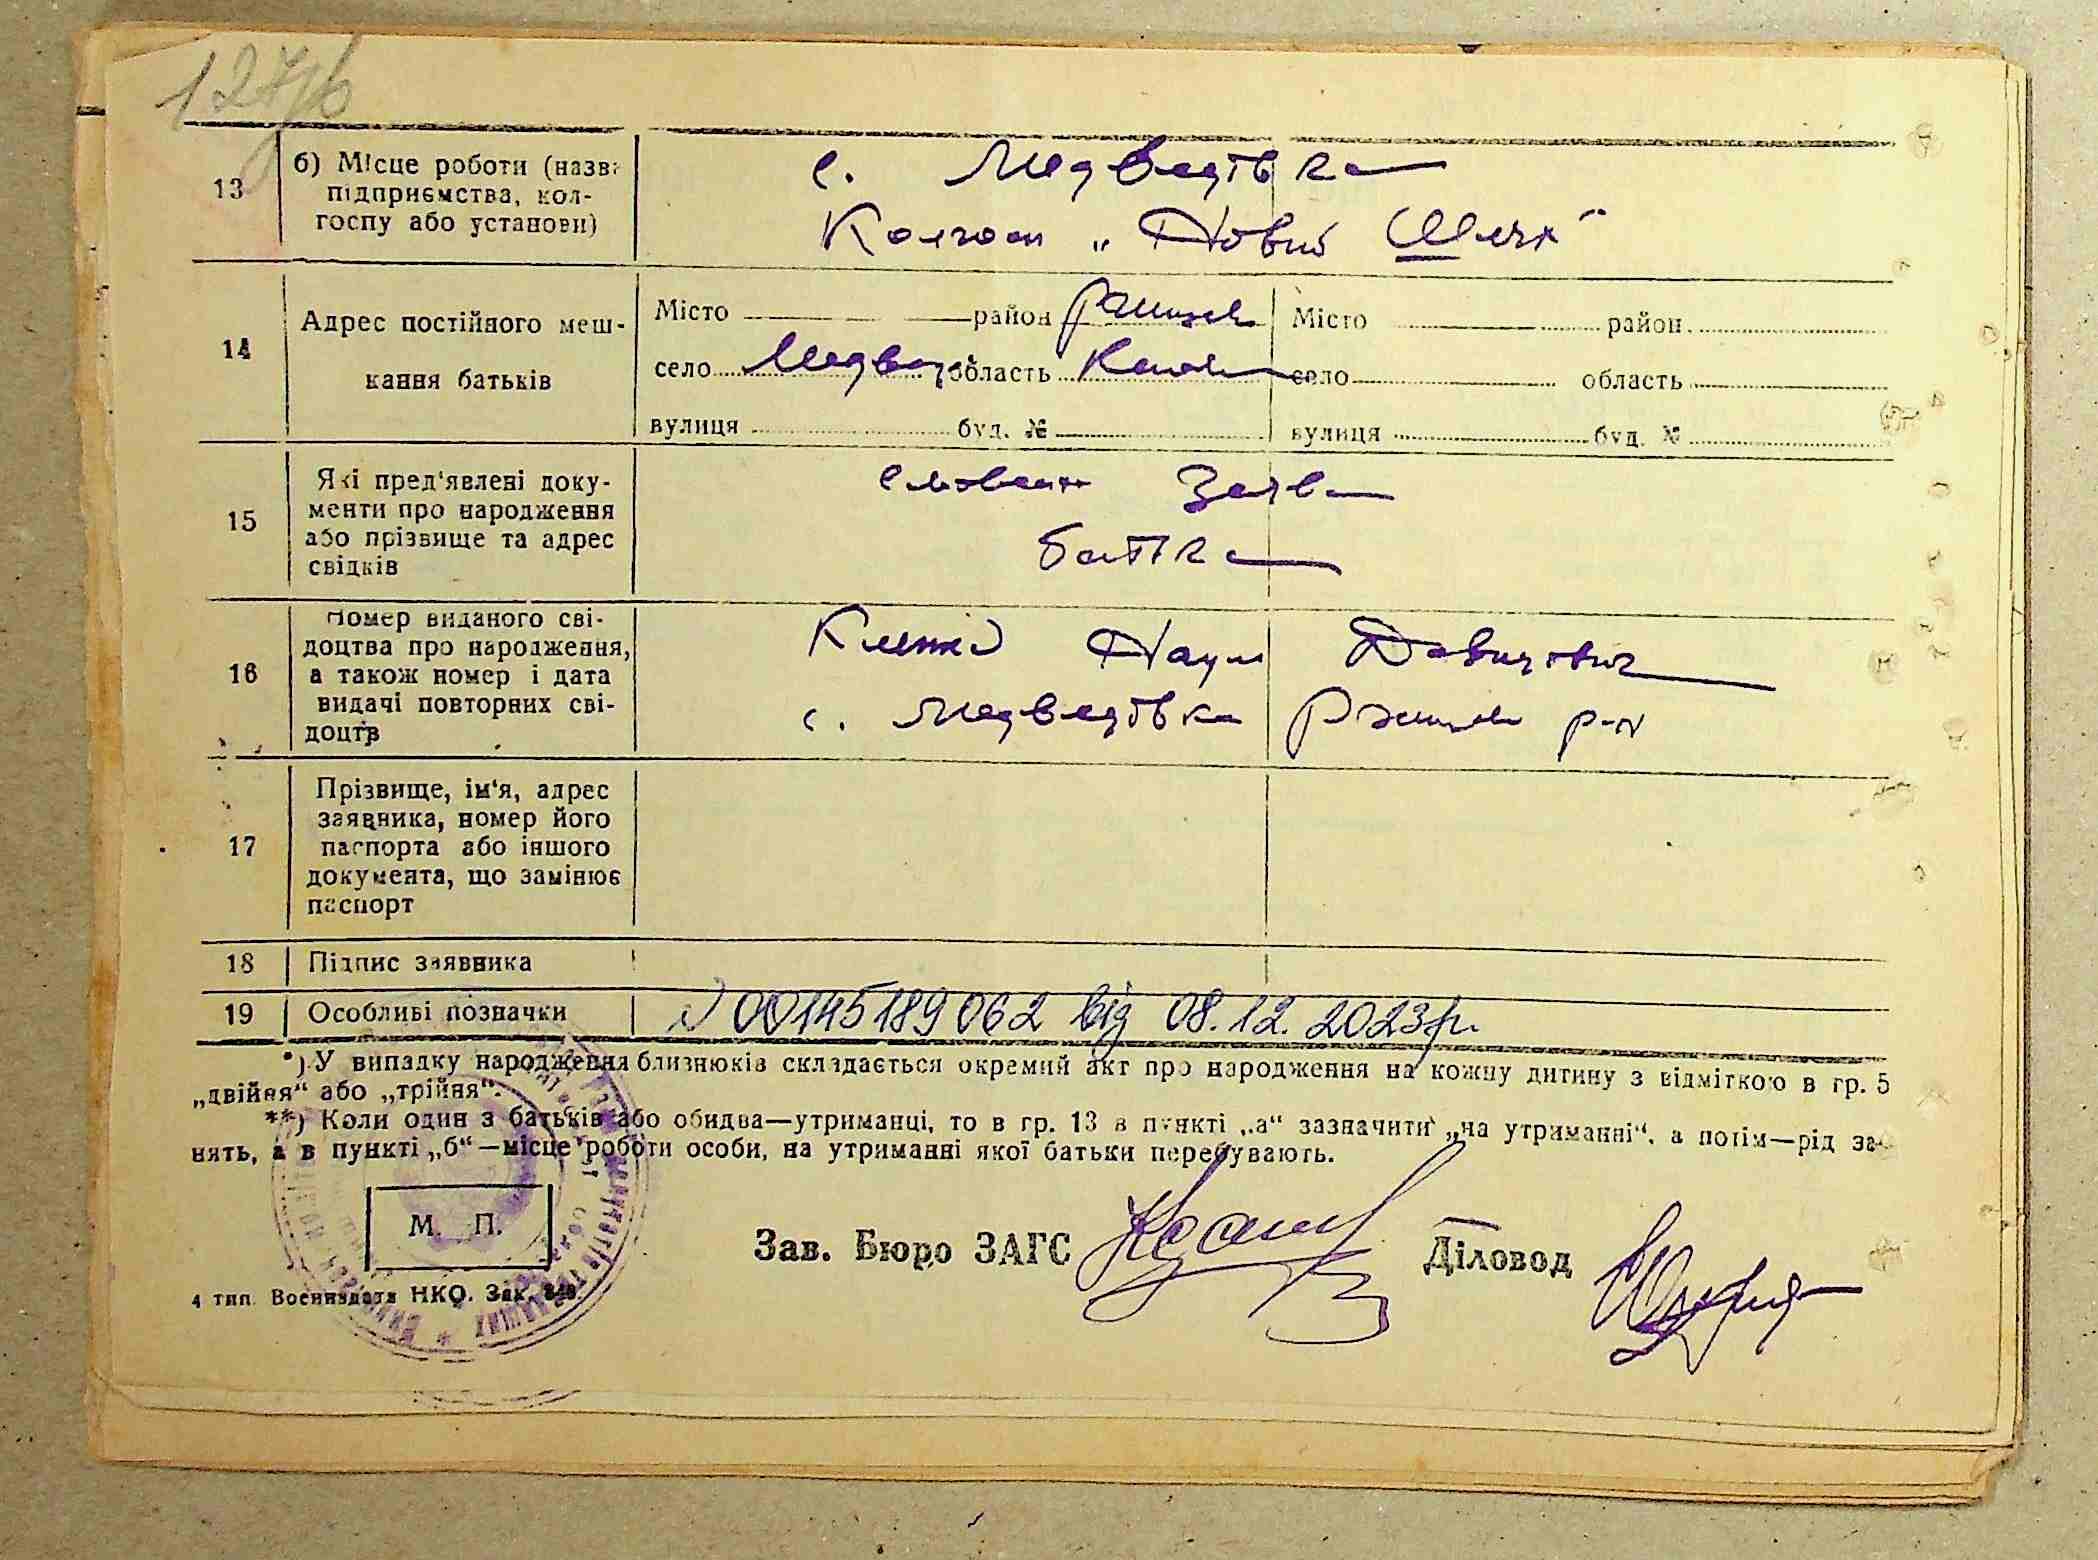 127зв
13 б) Місце роботи (назва
підприємства, кол-
госпу або установи)
с. Медведівка
Колгосп „Новий Шлях"
14 Адрес постійного меш-
кання батьків
Місто район Ржищев Місто район
село Медвед область село область
вулиця буд. № вулиця буд. №
15 Які пред'явлені доку-
менти про народження
або прізвище та адрес
свідків
словесн Заява
батька
16 Номер виданого сві-
доцтва про народження,
а також номер і дата
видачі повторних сві-
доцтв
Наум Давидович
с. Медведівка Ржищев р-н
17 Прізвище, ім'я, адрес
заявника, номер його
паспорта або іншого
документа, що замінює
паспорт
18 Підпис заявника
19 Особливі позначки
№ 00145189062 від 08.12.2023р.
*) У випадку народження близнюків складається окремий акт про народження на кожну дитину з відміткою в гр. 5
„двійня" або „трійня".
**) Коли один з батьків або обидва—утриманці, то в гр. 13 в пункті „а" зазначити „на утриманні", а потім—рід за-
нять, а в пункті „б"—місце роботи особи, на утриманні якої батьки перебувають.
М. П.
Зав. Бюро ЗАГС Діловод
4 тип. Воениздата НКО. Зак. 849.